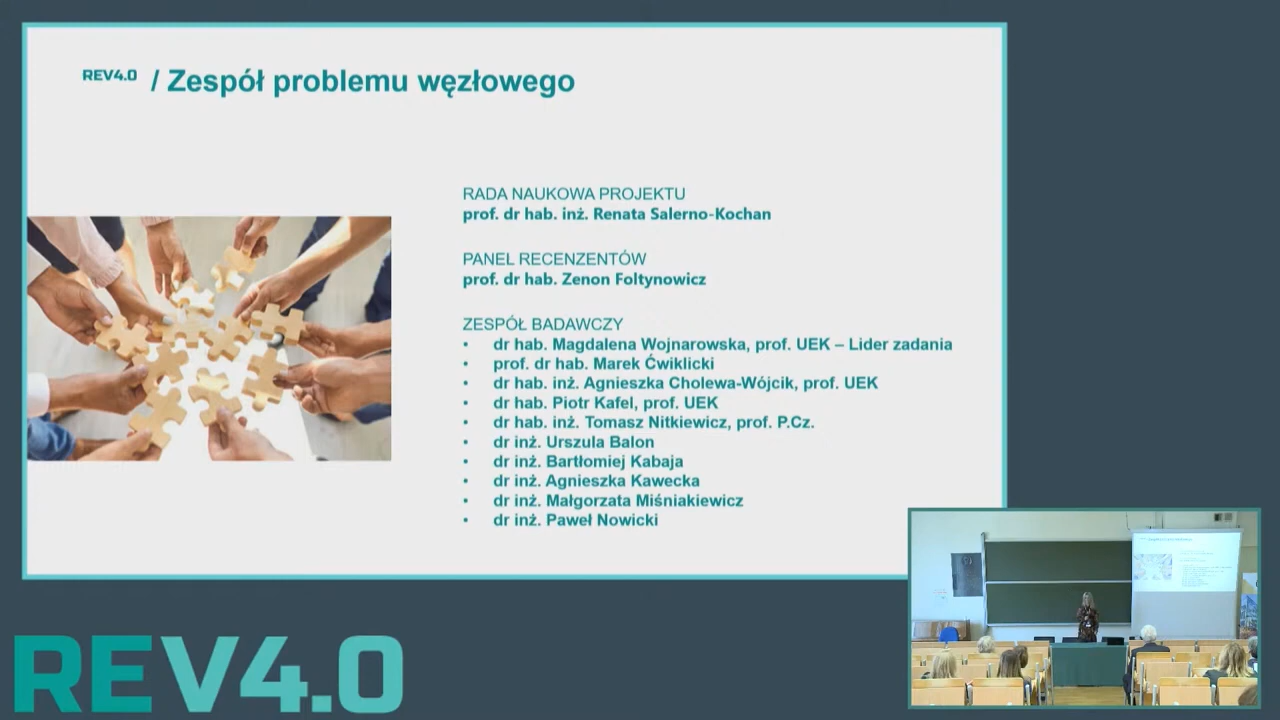 REV4.0 / Zespół problemu węzłowego
RADA NAUKOWA PROJEKTU
prof. dr hab. inż. Renata Salerno-Kochan
PANEL RECENZENTÓW
prof. dr hab. Zenon Foltynowicz
ZESPÓŁ BADAWCZY
• dr hab. Magdalena Wojnarowska, prof. UEK – Lider zadania
• prof. dr hab. Marek Ćwiklicki
• dr hab. inż. Agnieszka Cholewa-Wójcik, prof. UEK
• dr hab. Piotr Kafel, prof. UEK
• dr hab. inż. Tomasz Nitkiewicz, prof. P.Cz.
• dr inż. Urszula Balon
• dr inż. Bartłomiej Kabaja
• dr inż. Agnieszka Kawecka
• dr inż. Małgorzata Miśniakiewicz
• dr inż. Paweł Nowicki
REV4.0